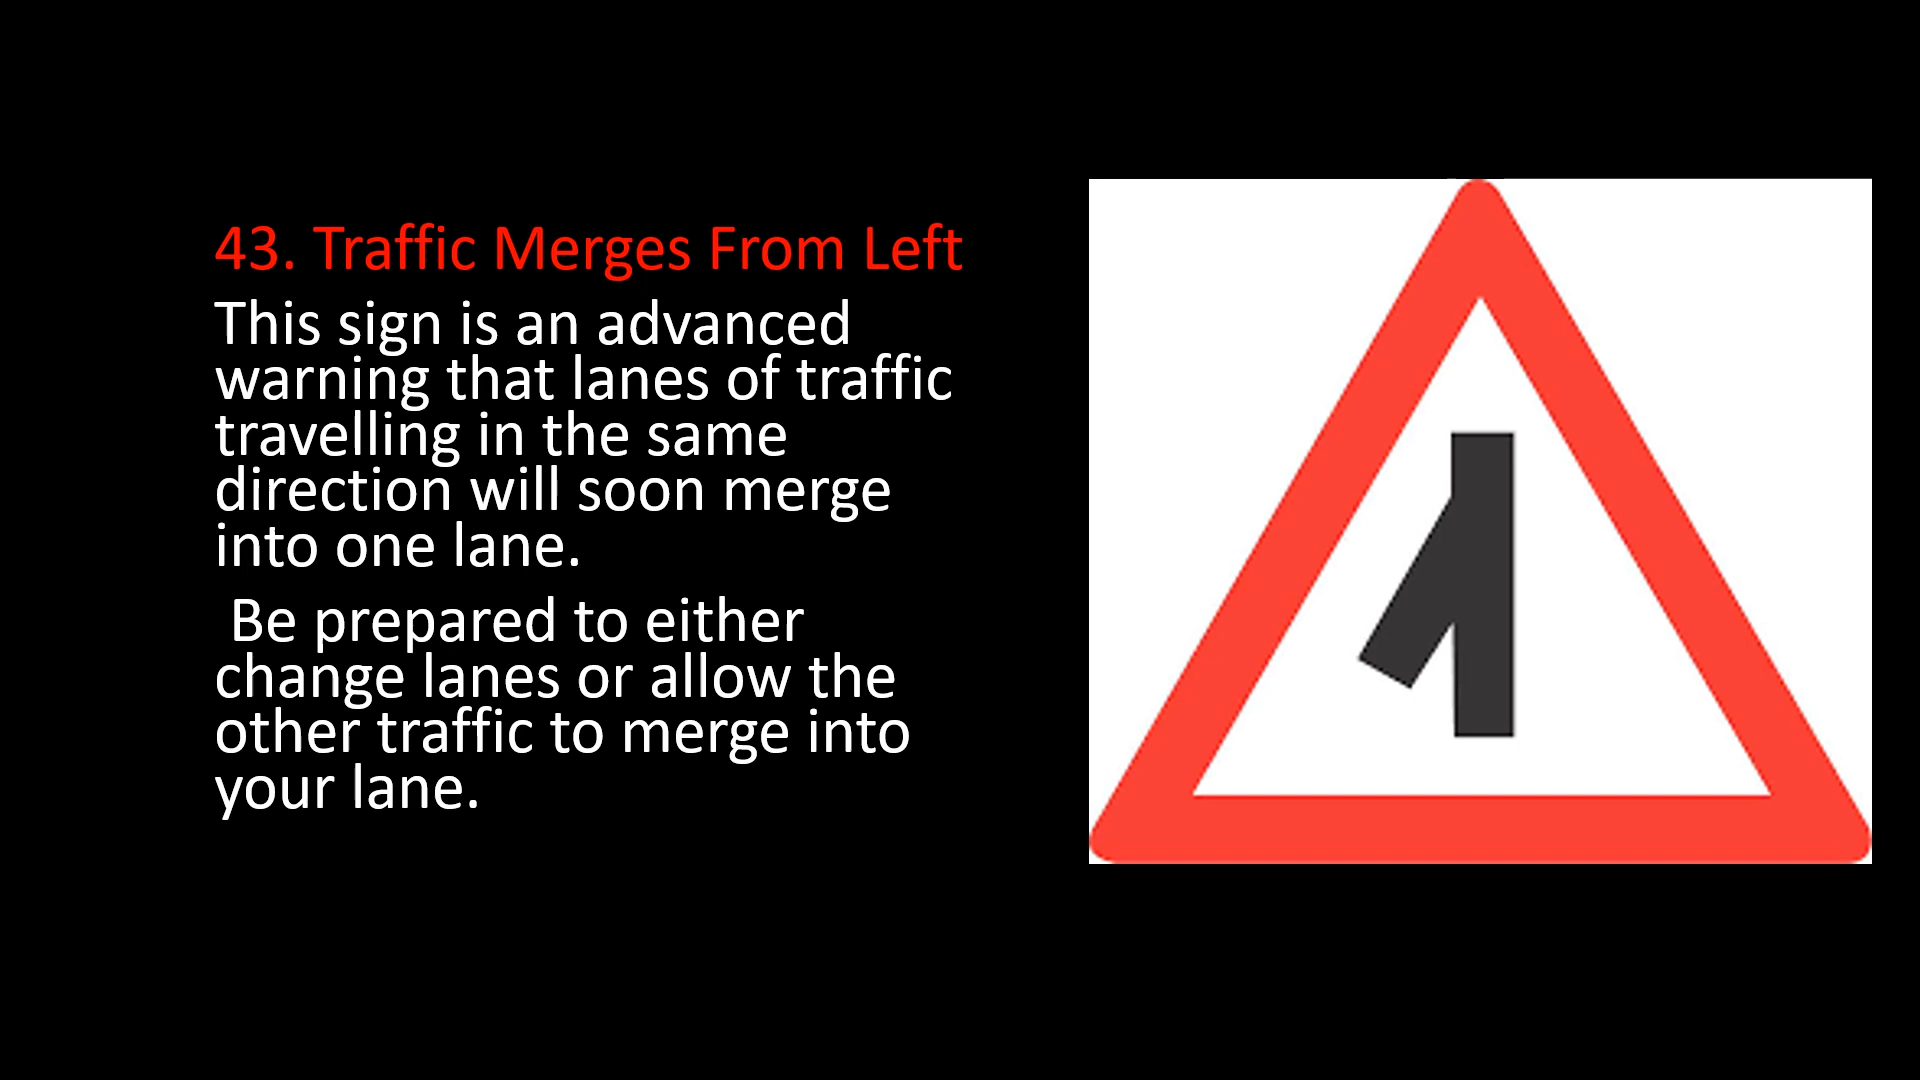 43. Traffic Merges From Left
This sign is an advanced
warning that lanes of traffic
travelling in the same
direction will soon merge
into one lane.
Be prepared to either
change lanes or allow the
other traffic to merge into
your lane.